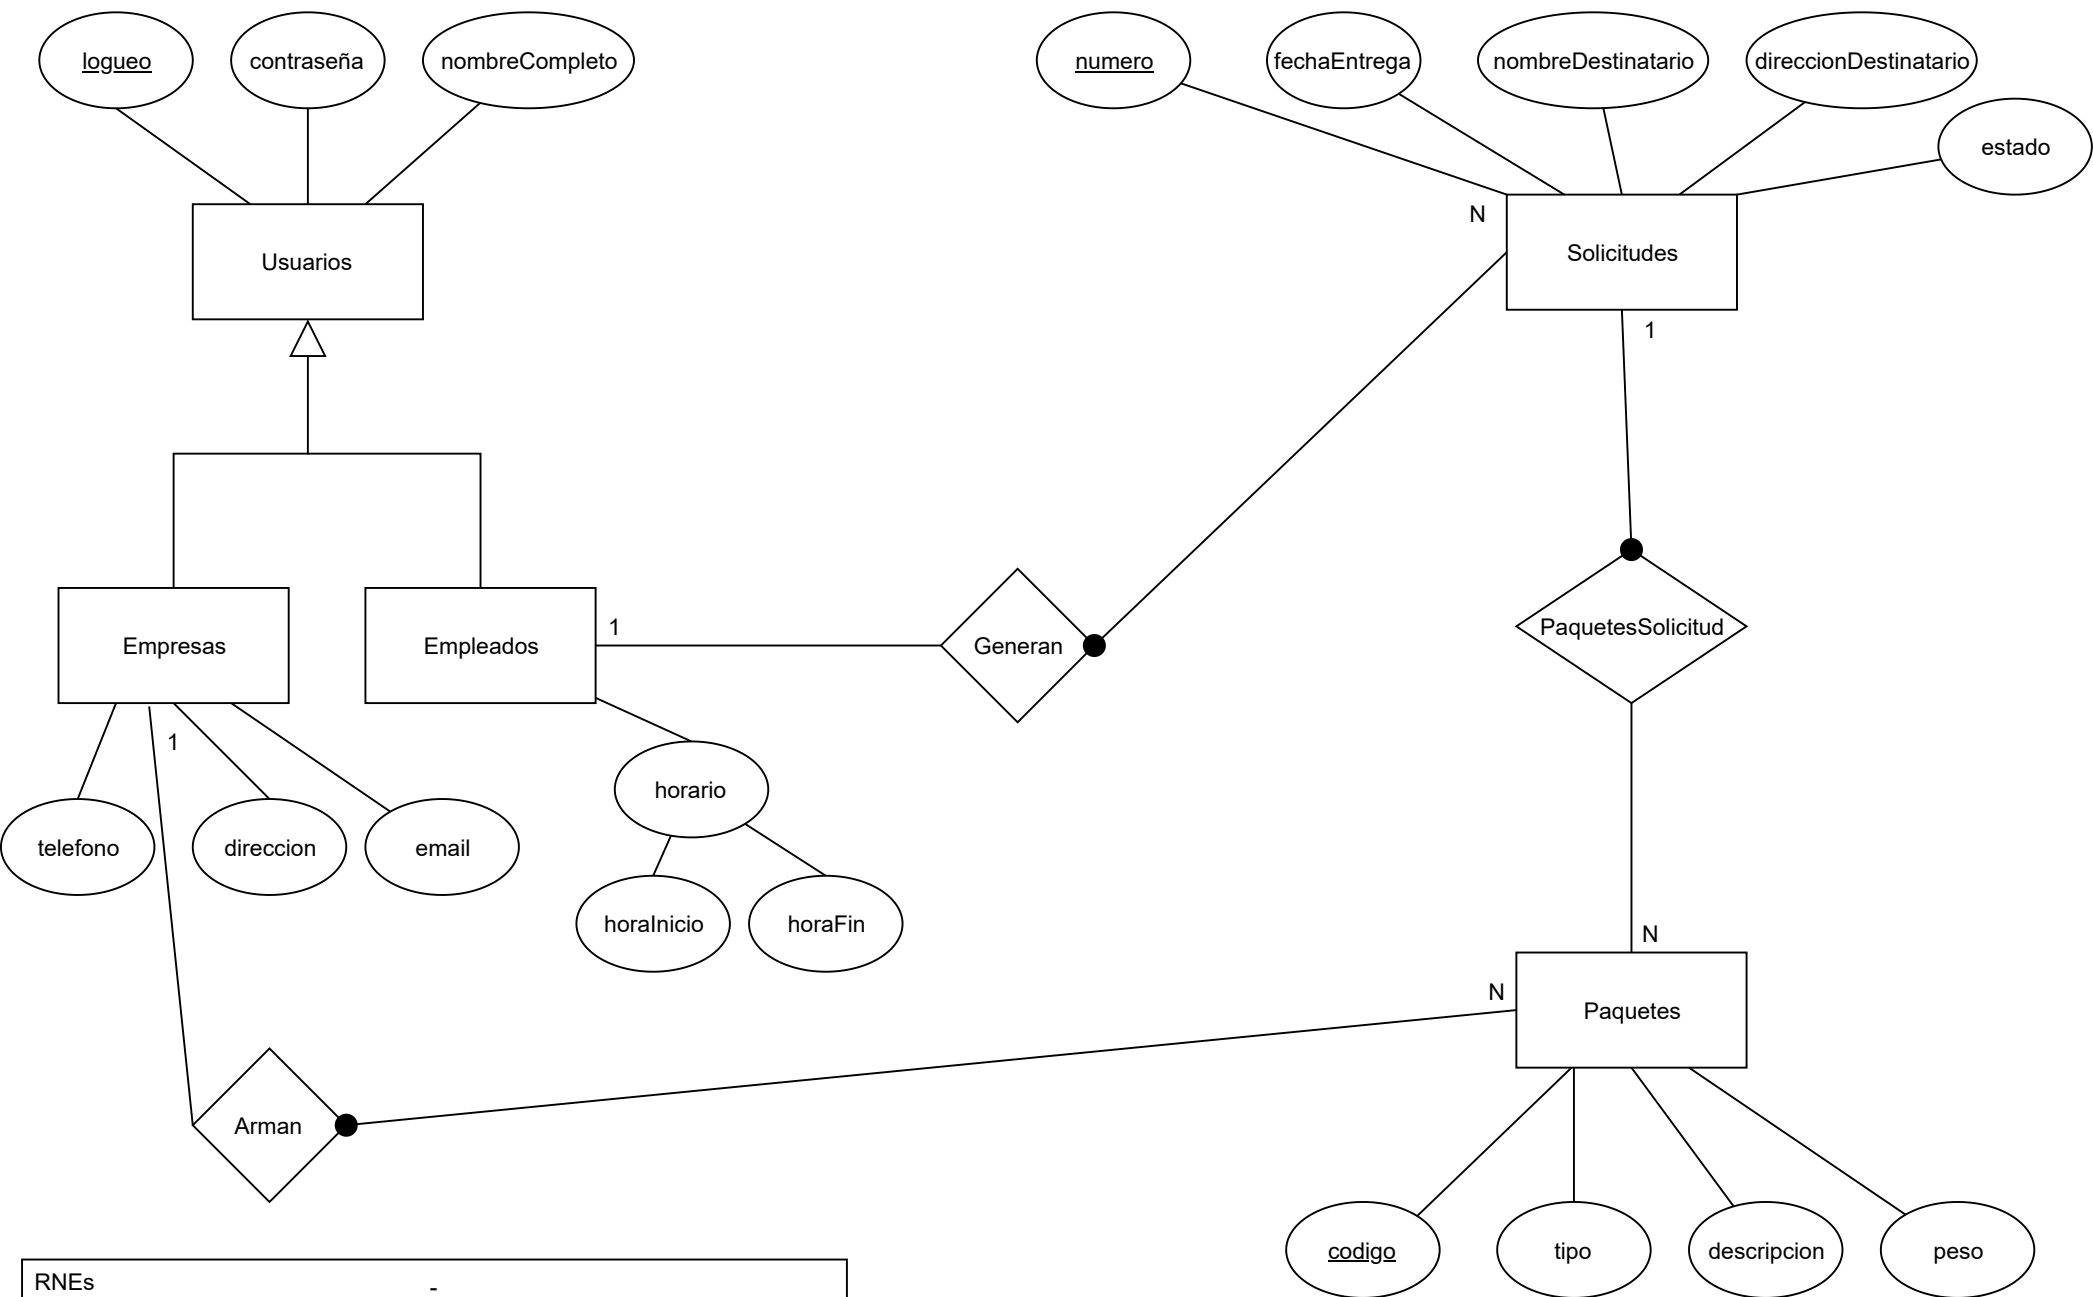 logueo
contraseña
nombreCompleto
numero
fechaEntrega
nombreDestinatario
direccionDestinatario
estado
N
Solicitudes
Usuarios
1
Empresas
Empleados
1
Generan
PaquetesSolicitud
1
horario
telefono
direccion
email
horaInicio
horaFin
N
N
Paquetes
Arman
codigo
tipo
descripcion
peso
RNEs
-